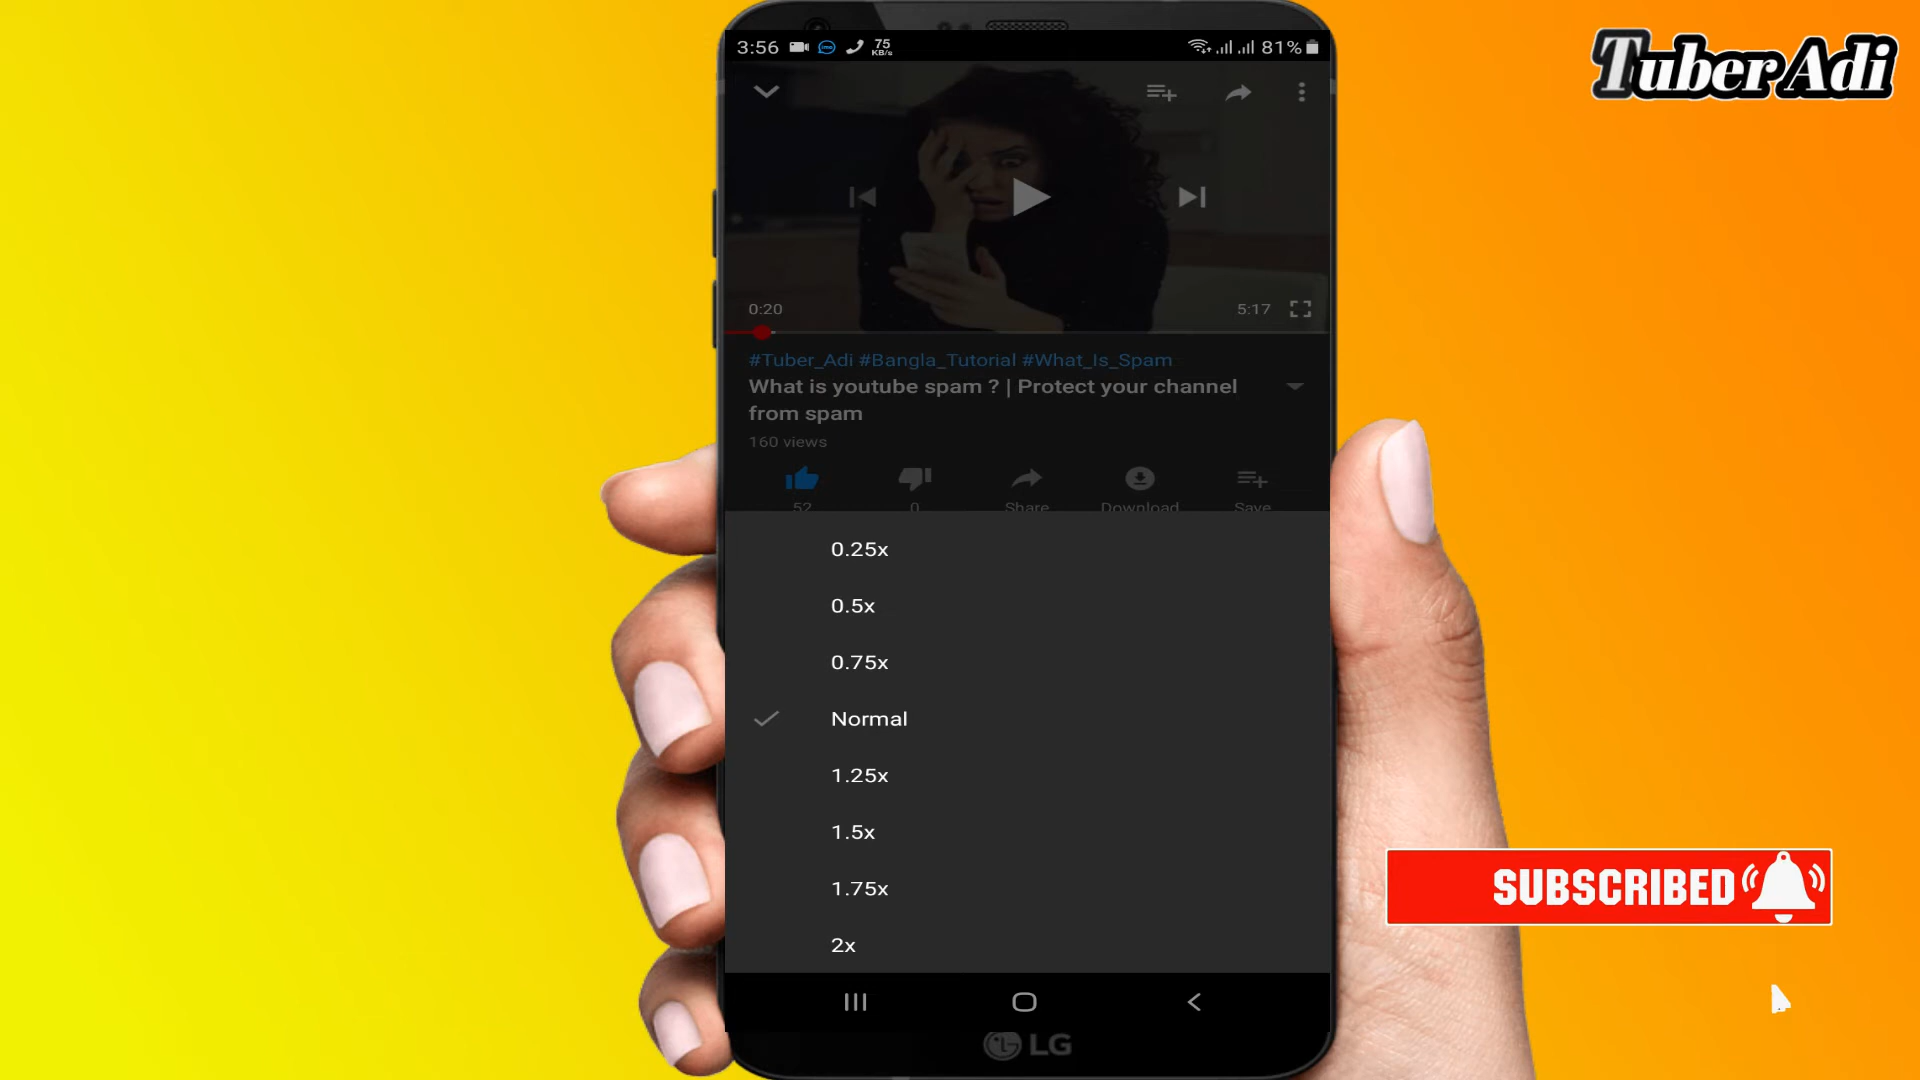 3:56 75 KB/s 81%
Tuber Adi
0:20 5:17
#Tuber_Adi #Bangla_Tutorial #What_Is_Spam
What is youtube spam ? | Protect your channel
from spam
160 views
52 0 Share Download Save
0.25x
0.5x
0.75x
Normal
1.25x
1.5x
1.75x
2x
SUBSCRIBED
LG